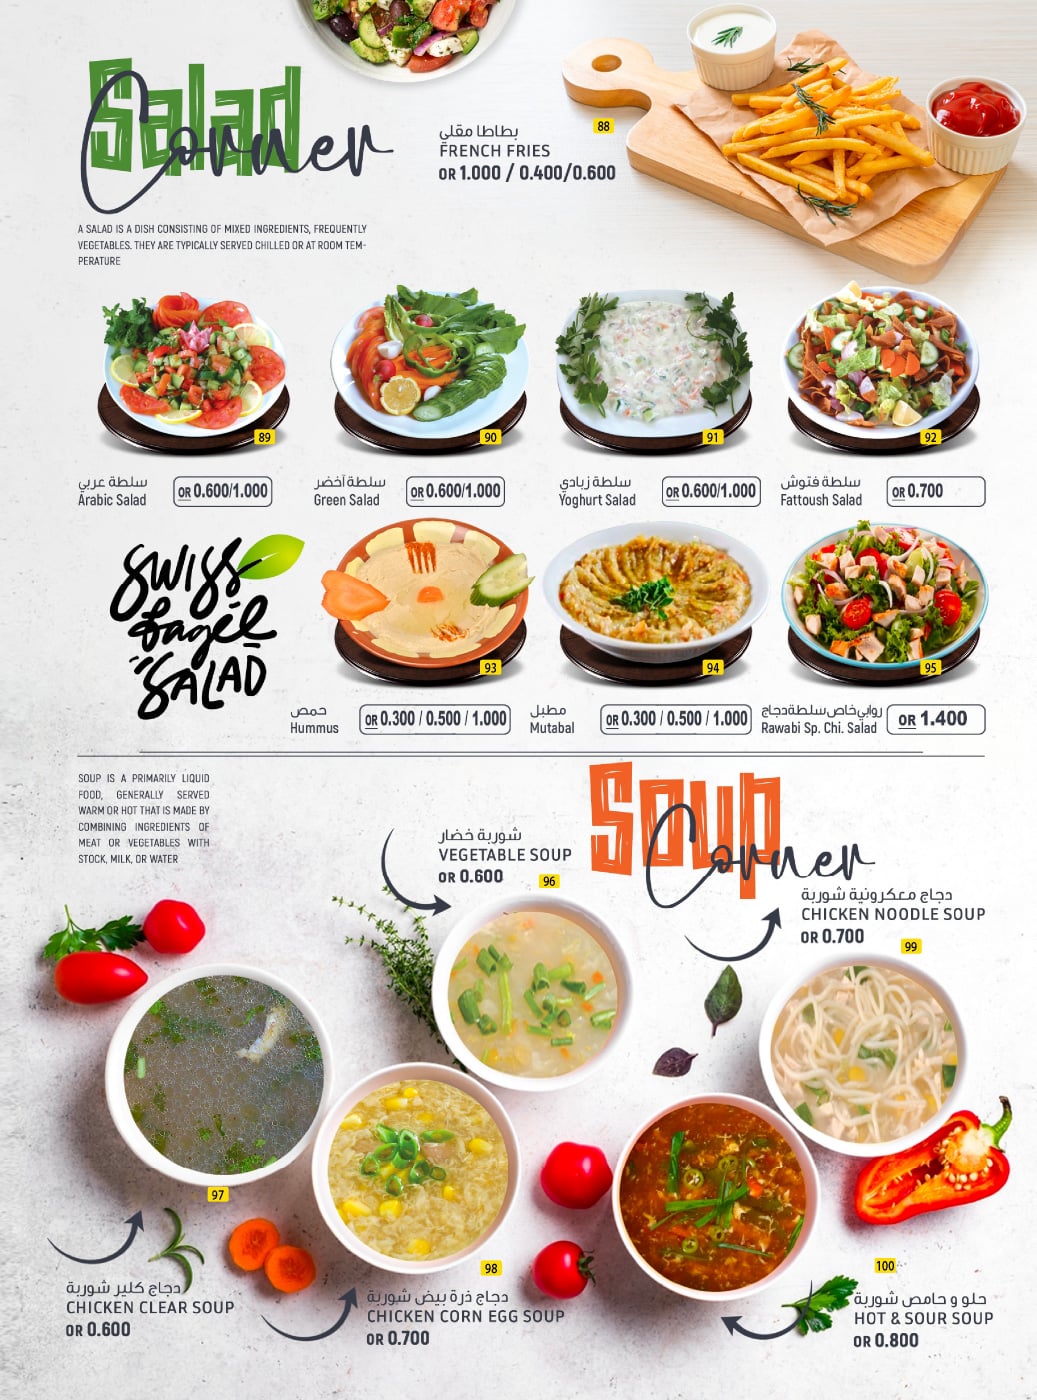 Salad
Corner
A SALAD IS A DISH CONSISTING OF MIXED INGREDIENTS, FREQUENTLY
VEGETABLES. THEY ARE TYPICALLY SERVED CHILLED OR AT ROOM TEM-
PERATURE
بطاطا مقلي
88
FRENCH FRIES
OR 1.000 / 0.400/0.600
89
90
91
92
سلطة عربي
Arabic Salad
OR 0.600/1.000
سلطة آخضر
Green Salad
OR 0.600/1.000
سلطة زبادي
Yoghurt Salad
OR 0.600/1.000
سلطة فتوش
Fattoush Salad
OR 0.700
SALAD
93
94
95
حمص
Hummus
OR 0.300 / 0.500 / 1.000
مطبل
Mutabal
OR 0.300 / 0.500 / 1.000
روابي خاص سلطة دجاج
Rawabi Sp. Chi. Salad
OR 1.400
SOUP IS A PRIMARILY LIQUID
FOOD, GENERALLY SERVED
WARM OR HOT THAT IS MADE BY
COMBINING INGREDIENTS OF
MEAT OR VEGETABLES WITH
STOCK, MILK, OR WATER
Soup
Corner
شوربة خضار
VEGETABLE SOUP
OR 0.600
96
دجاج معكرونية شوربة
CHICKEN NOODLE SOUP
OR 0.700
99
97
دجاج كلير شوربة
CHICKEN CLEAR SOUP
OR 0.600
98
دجاج ذرة بيض شوربة
CHICKEN CORN EGG SOUP
OR 0.700
100
حلو و حامص شوربة
HOT & SOUR SOUP
OR 0.800